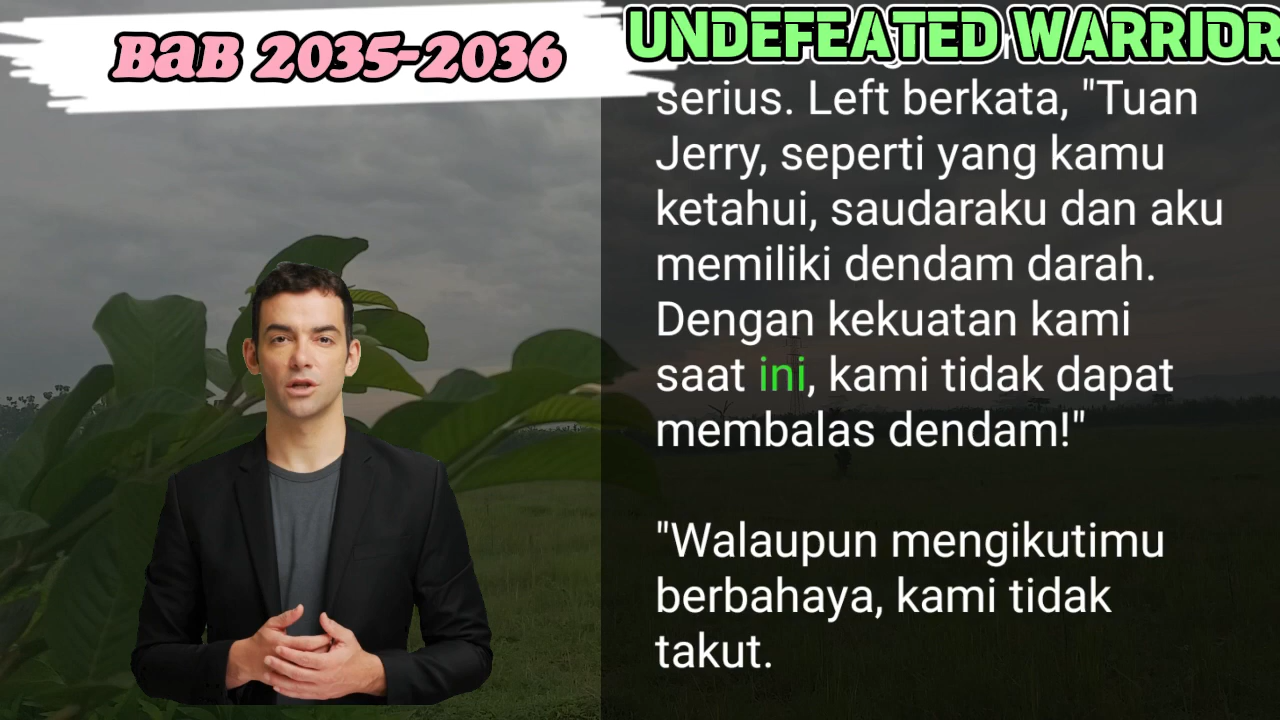 BAB 2035-2036
UNDEFEATED WARRIOR
serius. Left berkata, "Tuan
Jerry, seperti yang kamu
ketahui, saudaraku dan aku
memiliki dendam darah.
Dengan kekuatan kami
saat ini, kami tidak dapat
membalas dendam!"
"Walaupun mengikutimu
berbahaya, kami tidak
takut.